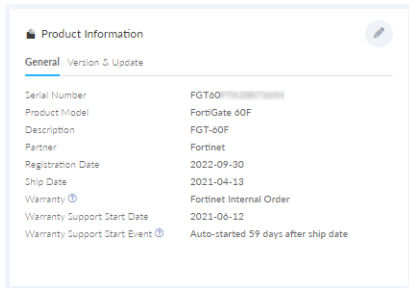 Product Information
General Version & Update
Serial Number FGT60
Product Model FortiGate 60F
Description FGT-60F
Partner Fortinet
Registration Date 2022-09-30
Ship Date 2021-04-13
Warranty Fortinet Internal Order
Warranty Support Start Date 2021-06-12
Warranty Support Start Event Auto-started 59 days after ship date